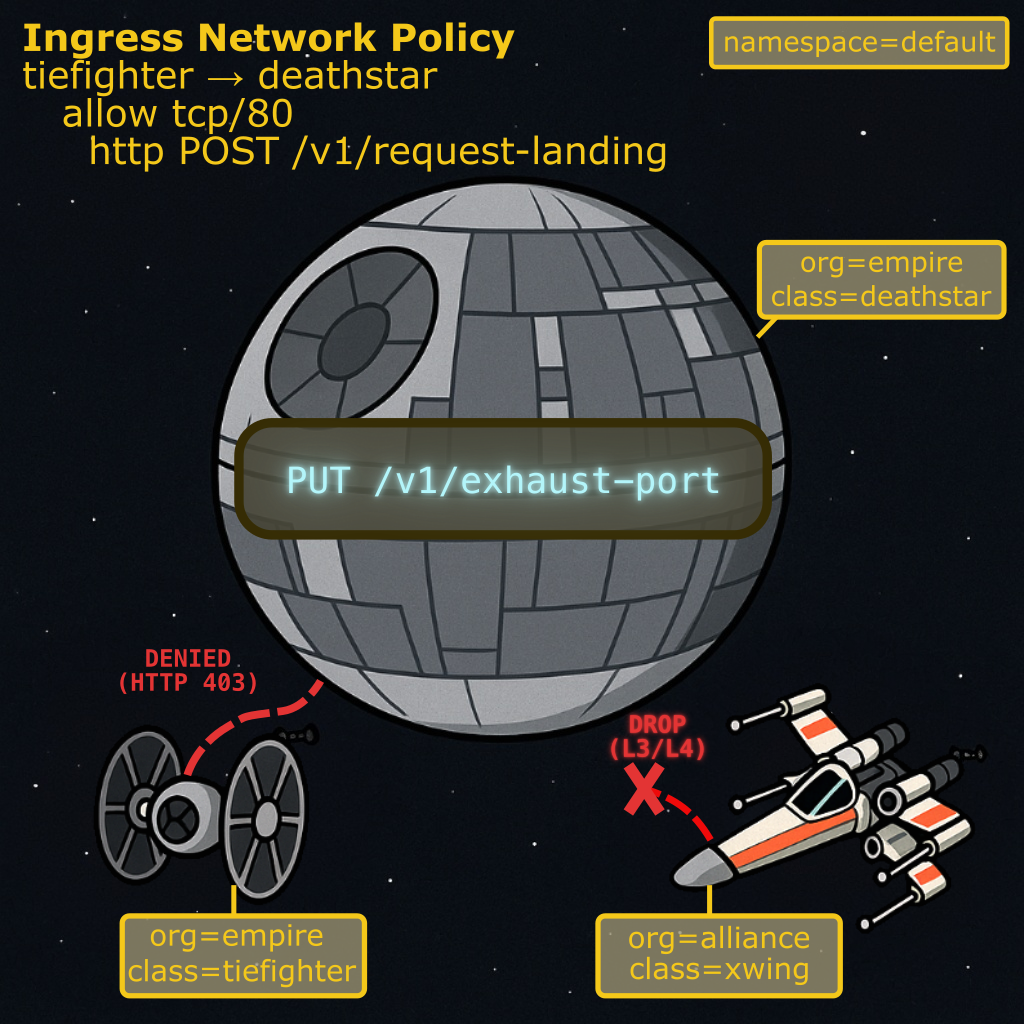 Ingress Network Policy
tiefighter → deathstar
allow tcp/80
http POST /v1/request-landing
namespace=default
org=empire
class=deathstar
PUT /v1/exhaust-port
DENIED
(HTTP 403)
DROP
(L3/L4)
org=empire
class=tiefighter
org=alliance
class=xwing